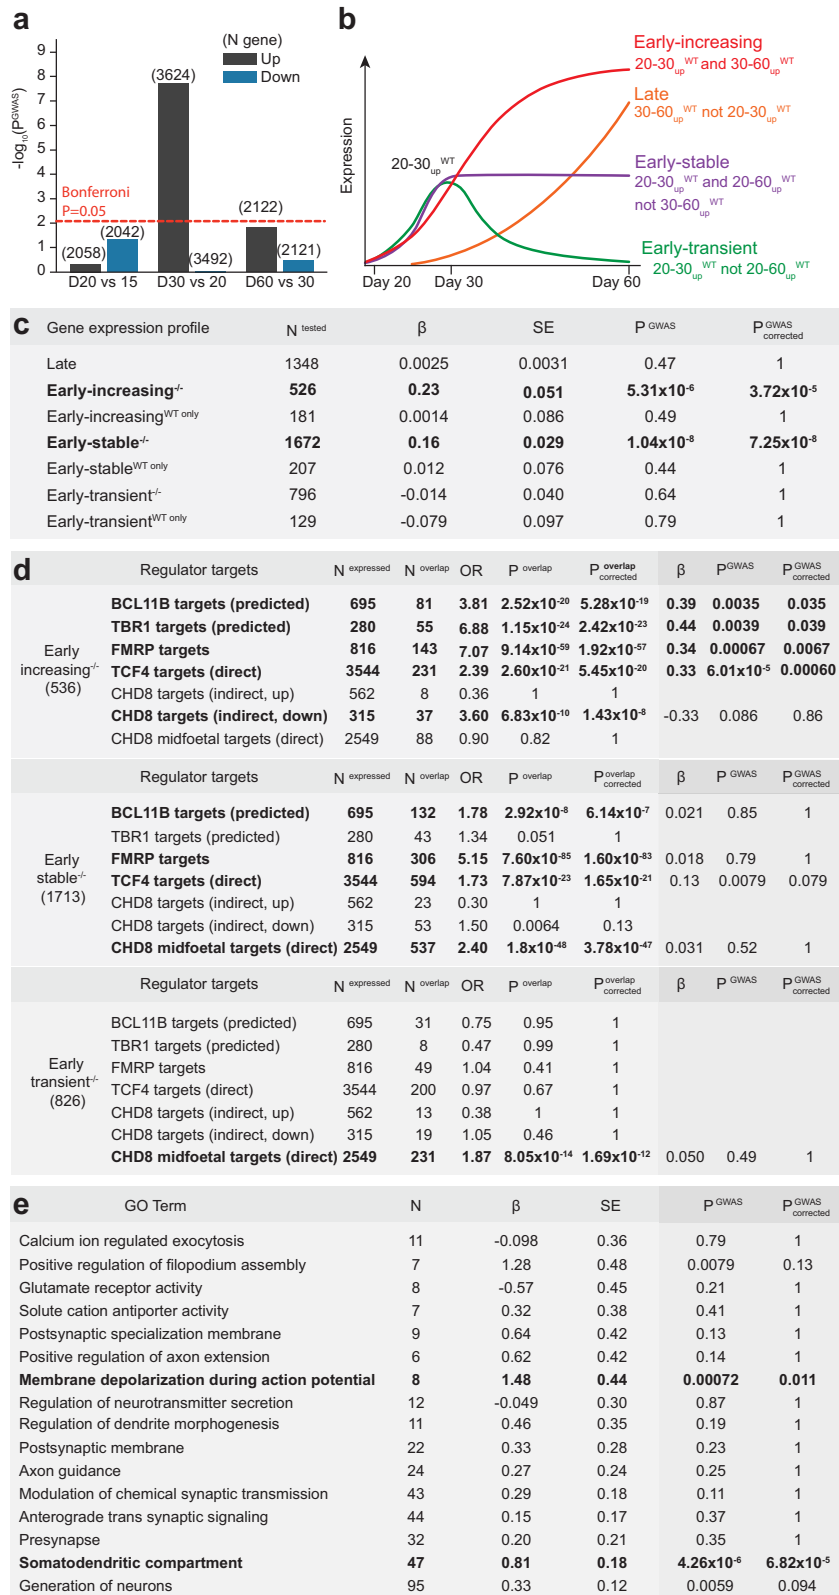 a
(N gene)
Up
Down
-log10(P^GWAS)
9
8
7
6
5
4
3
2
1
0
Bonferroni
P=0.05
(2058)
(2042)
(3624)
(3492)
(2122)
(2121)
D20 vs 15
D30 vs 20
D60 vs 30
b
Expression
20-30up^WT
Early-increasing
20-30up^WT and 30-60up^WT
Late
30-60up^WT not 20-30up^WT
Early-stable
20-30up^WT and 20-60up^WT
not 30-60up^WT
Early-transient
20-30up^WT not 20-60up^WT
Day 20
Day 30
Day 60
c Gene expression profile N^tested β SE P^GWAS P^GWAS corrected
Late 1348 0.0025 0.0031 0.47 1
Early-increasing^-/- 526 0.23 0.051 5.31x10^-6 3.72x10^-5
Early-increasing^WT only 181 0.0014 0.086 0.49 1
Early-stable^-/- 1672 0.16 0.029 1.04x10^-8 7.25x10^-8
Early-stable^WT only 207 0.012 0.076 0.44 1
Early-transient^-/- 796 -0.014 0.040 0.64 1
Early-transient^WT only 129 -0.079 0.097 0.79 1
d Regulator targets N^expressed N^overlap OR P^overlap P^overlap corrected β P^GWAS P^GWAS corrected
Early
increasing^-/-
(536)
BCL11B targets (predicted) 695 81 3.81 2.52x10^-20 5.28x10^-19 0.39 0.0035 0.035
TBR1 targets (predicted) 280 55 6.88 1.15x10^-24 2.42x10^-23 0.44 0.0039 0.039
FMRP targets 816 143 7.07 9.14x10^-59 1.92x10^-57 0.34 0.00067 0.0067
TCF4 targets (direct) 3544 231 2.39 2.60x10^-21 5.45x10^-20 0.33 6.01x10^-5 0.00060
CHD8 targets (indirect, up) 562 8 0.36 1 1
CHD8 targets (indirect, down) 315 37 3.60 6.83x10^-10 1.43x10^-8 -0.33 0.086 0.86
CHD8 midfoetal targets (direct) 2549 88 0.90 0.82 1
Regulator targets N^expressed N^overlap OR P^overlap P^overlap corrected β P^GWAS P^GWAS corrected
Early
stable^-/-
(1713)
BCL11B targets (predicted) 695 132 1.78 2.92x10^-8 6.14x10^-7 0.021 0.85 1
TBR1 targets (predicted) 280 43 1.34 0.051 1
FMRP targets 816 306 5.15 7.60x10^-85 1.60x10^-83 0.018 0.79 1
TCF4 targets (direct) 3544 594 1.73 7.87x10^-23 1.65x10^-21 0.13 0.0079 0.079
CHD8 targets (indirect, up) 562 23 0.30 1 1
CHD8 targets (indirect, down) 315 53 1.50 0.0064 0.13
CHD8 midfoetal targets (direct) 2549 537 2.40 1.8x10^-48 3.78x10^-47 0.031 0.52 1
Regulator targets N^expressed N^overlap OR P^overlap P^overlap corrected β P^GWAS P^GWAS corrected
Early
transient^-/-
(826)
BCL11B targets (predicted) 695 31 0.75 0.95 1
TBR1 targets (predicted) 280 8 0.47 0.99 1
FMRP targets 816 49 1.04 0.41 1
TCF4 targets (direct) 3544 200 0.97 0.67 1
CHD8 targets (indirect, up) 562 13 0.38 1 1
CHD8 targets (indirect, down) 315 19 1.05 0.46 1
CHD8 midfoetal targets (direct) 2549 231 1.87 8.05x10^-14 1.69x10^-12 0.050 0.49 1
e GO Term N β SE P^GWAS P^GWAS corrected
Calcium ion regulated exocytosis 11 -0.098 0.36 0.79 1
Positive regulation of filopodium assembly 7 1.28 0.48 0.0079 0.13
Glutamate receptor activity 8 -0.57 0.45 0.21 1
Solute cation antiporter activity 7 0.32 0.38 0.41 1
Postsynaptic specialization membrane 9 0.64 0.42 0.13 1
Positive regulation of axon extension 6 0.62 0.42 0.14 1
Membrane depolarization during action potential 8 1.48 0.44 0.00072 0.011
Regulation of neurotransmitter secretion 12 -0.049 0.30 0.87 1
Regulation of dendrite morphogenesis 11 0.46 0.35 0.19 1
Postsynaptic membrane 22 0.33 0.28 0.23 1
Axon guidance 24 0.27 0.24 0.25 1
Modulation of chemical synaptic transmission 43 0.29 0.18 0.11 1
Anterograde trans synaptic signaling 44 0.15 0.17 0.37 1
Presynapse 32 0.20 0.21 0.35 1
Somatodendritic compartment 47 0.81 0.18 4.26x10^-6 6.82x10^-5
Generation of neurons 95 0.33 0.12 0.0059 0.094